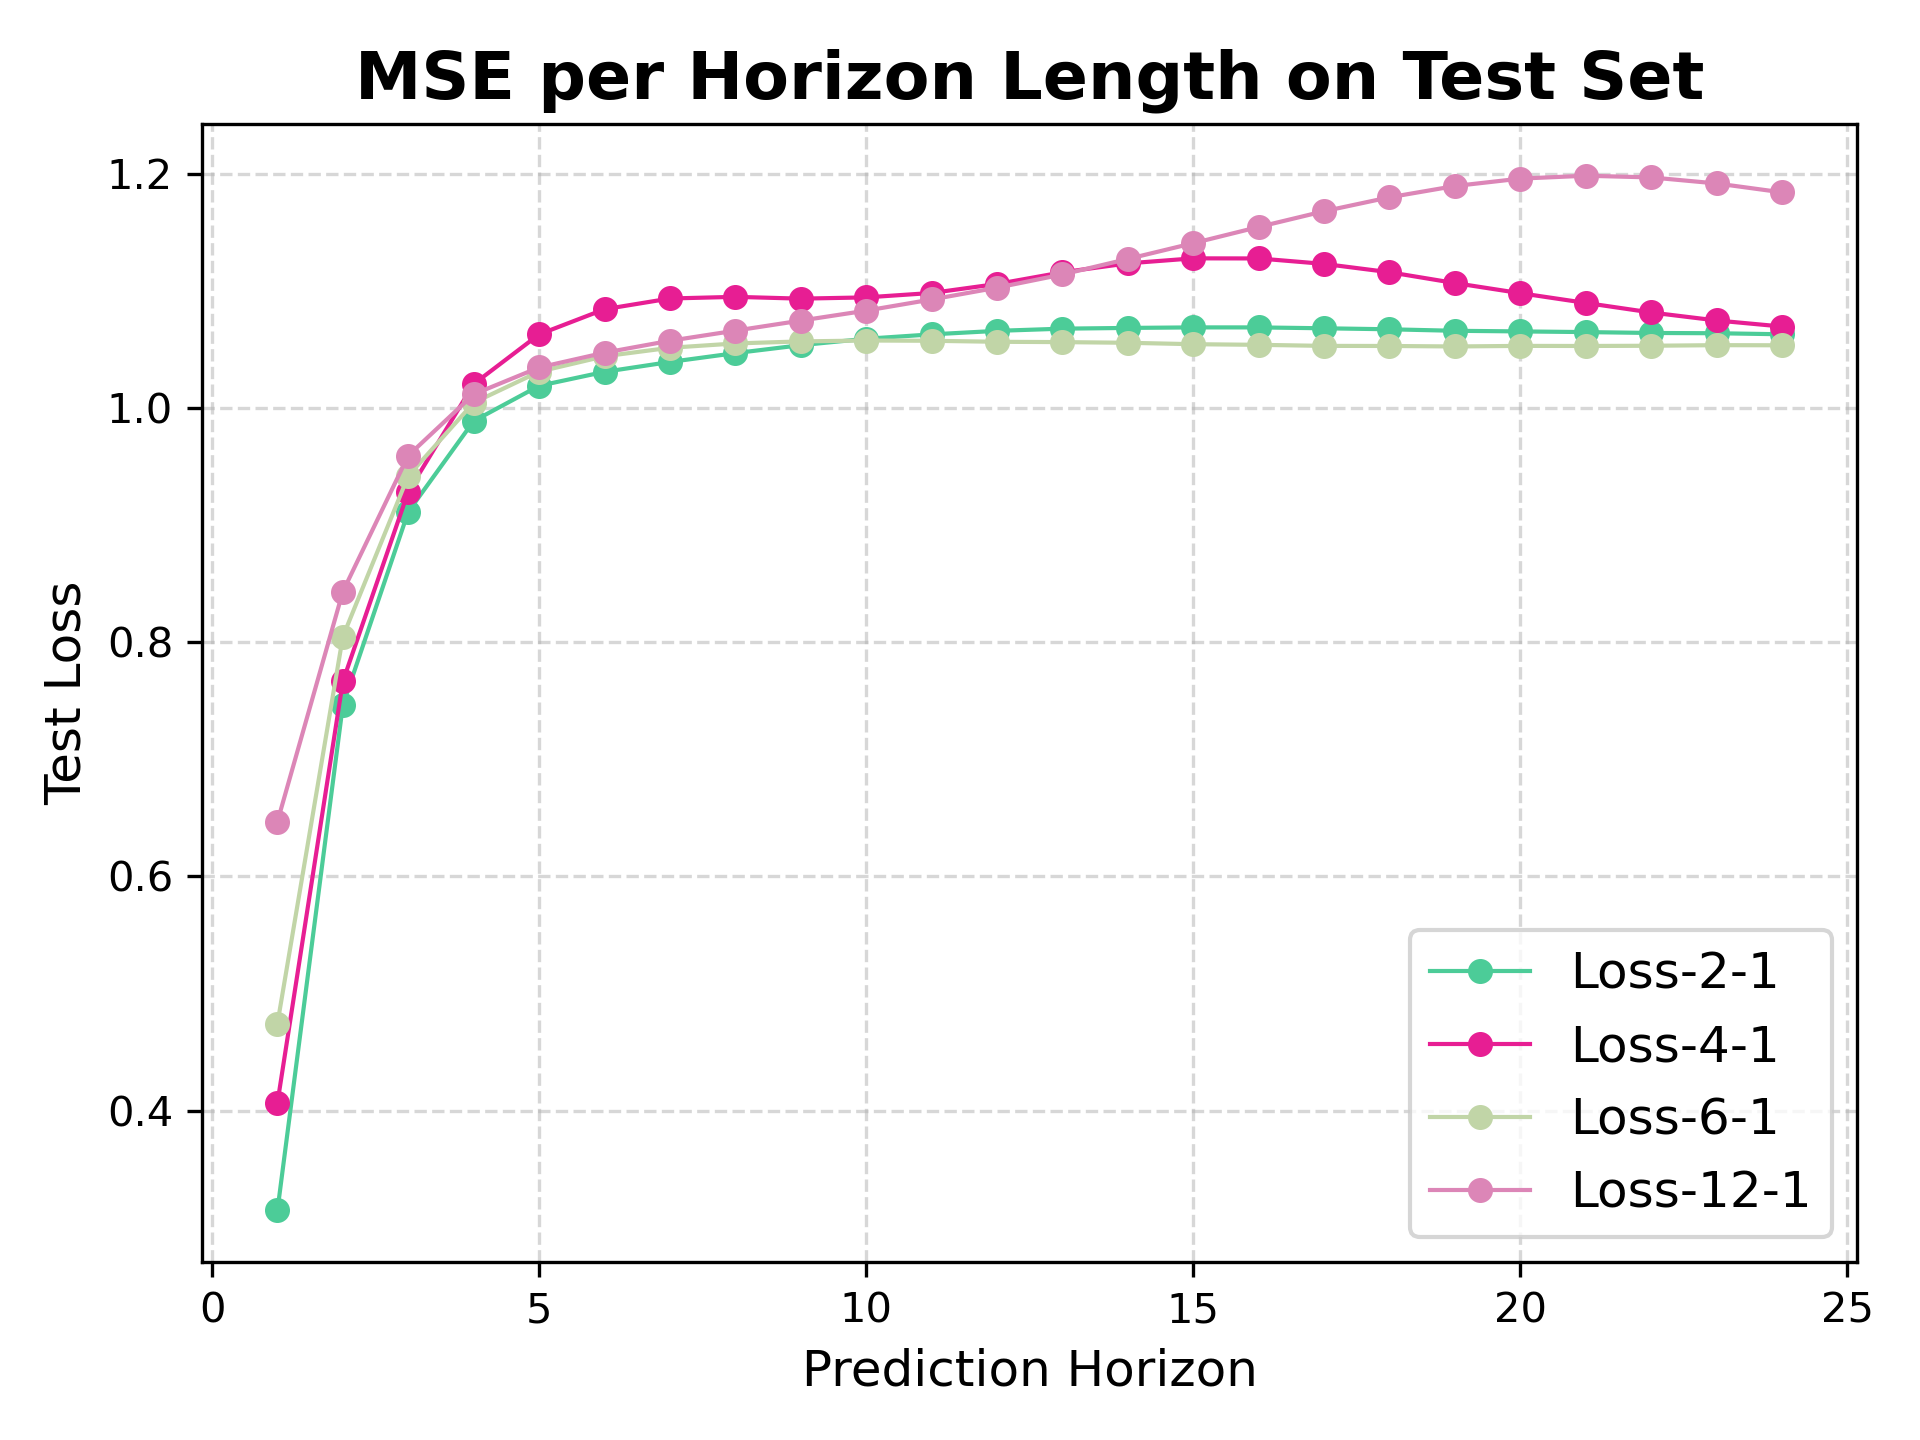 MSE per Horizon Length on Test Set
1.2
1.0
0.8
0.6
0.4
Test Loss
0 5 10 15 20 25
Prediction Horizon
Loss-2-1
Loss-4-1
Loss-6-1
Loss-12-1